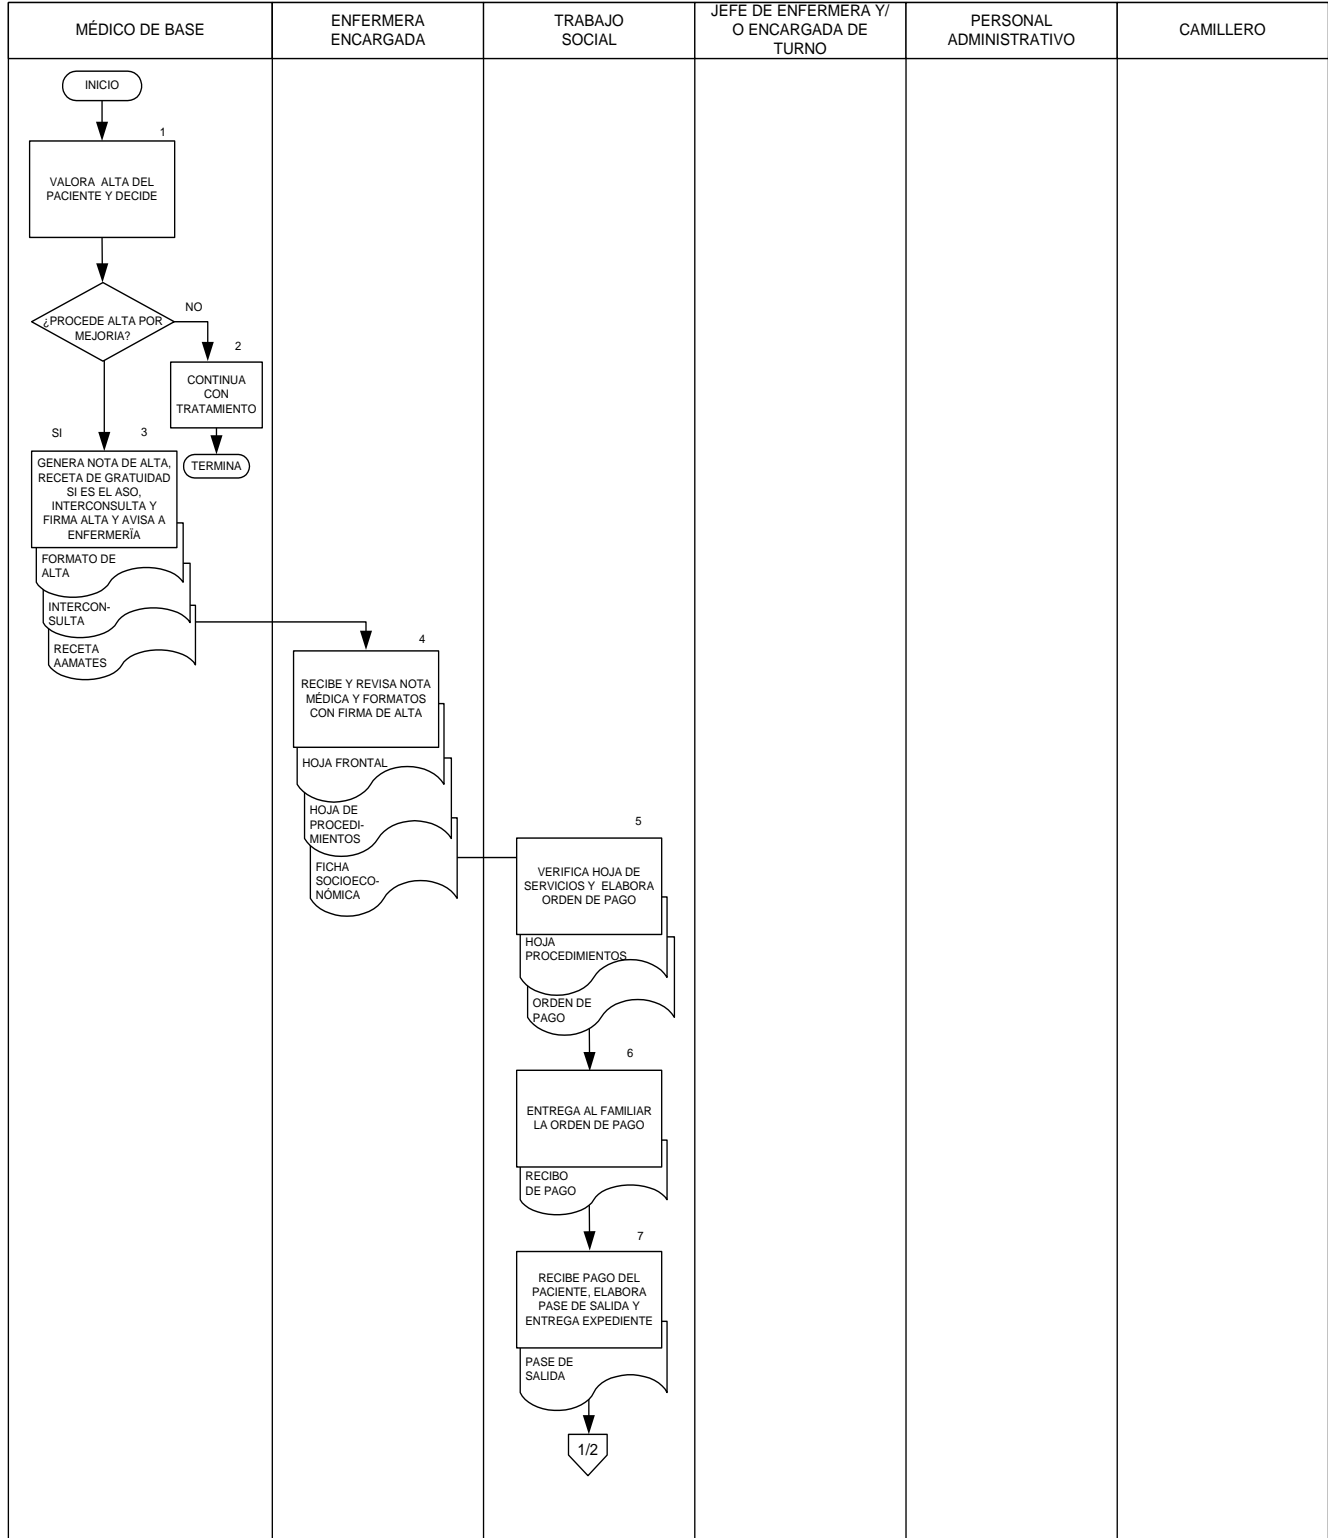 MÉDICO DE BASE
ENFERMERA
ENCARGADA
TRABAJO
SOCIAL
JEFE DE ENFERMERA Y/
O ENCARGADA DE
TURNO
PERSONAL
ADMINISTRATIVO
CAMILLERO
INICIO
1
VALORA ALTA DEL
PACIENTE Y DECIDE
¿PROCEDE ALTA POR
MEJORIA?
NO
2
CONTINUA
CON
TRATAMIENTO
TERMINA
SI
3
GENERA NOTA DE ALTA,
RECETA DE GRATUIDAD
SI ES EL ASO,
INTERCONSULTA Y
FIRMA ALTA Y AVISA A
ENFERMERÏA
FORMATO DE
ALTA
INTERCON-
SULTA
RECETA
AAMATES
4
RECIBE Y REVISA NOTA
MÉDICA Y FORMATOS
CON FIRMA DE ALTA
HOJA FRONTAL
HOJA DE
PROCEDI-
MIENTOS
FICHA
SOCIOECO-
NÓMICA
5
VERIFICA HOJA DE
SERVICIOS Y ELABORA
ORDEN DE PAGO
HOJA
PROCEDIMIENTOS
ORDEN DE
PAGO
6
ENTREGA AL FAMILIAR
LA ORDEN DE PAGO
RECIBO
DE PAGO
7
RECIBE PAGO DEL
PACIENTE, ELABORA
PASE DE SALIDA Y
ENTREGA EXPEDIENTE
PASE DE
SALIDA
1/2